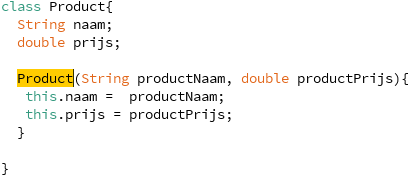 class Product{
  String naam;
  double prijs;

  Product(String productNaam, double productPrijs){
   this.naam =  productNaam;
   this.prijs = productPrijs;
  }

}